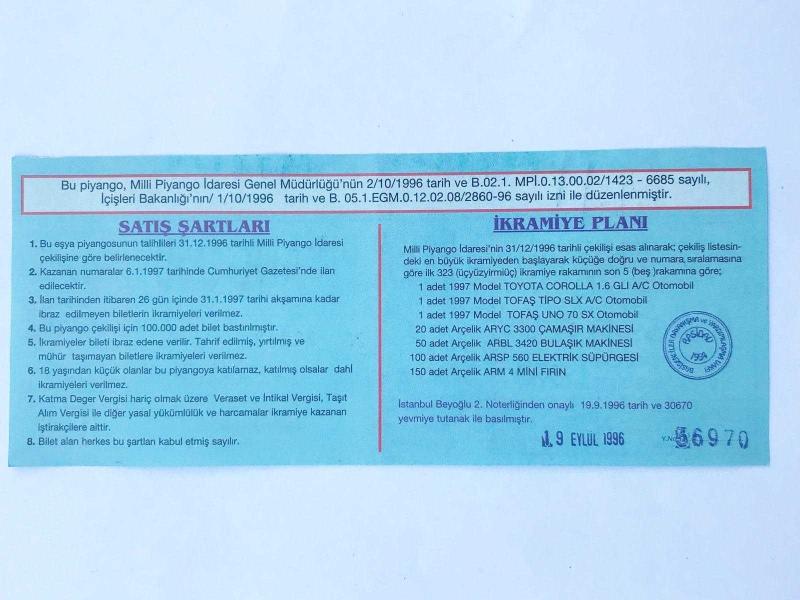 Bu piyango, Milli Piyango İdaresi Genel Müdürlüğü'nün 2/10/1996 tarih ve B.02.1. MPİ.0.13.00.02/1423 - 6685 sayılı,
İçişleri Bakanlığı'nın/ 1/10/1996 tarih ve B. 05.1.EGM.0.12.02.08/2860-96 sayılı izni ile düzenlenmiştir.
SATIŞ ŞARTLARI
1. Bu eşya piyangosunun talihlileri 31.12.1996 tarihli Milli Piyango İdaresi
çekilişine göre belirlenecektir.
2. Kazanan numaralar 6.1.1997 tarihinde Cumhuriyet Gazetesi'nde ilan
edilecektir.
3. İlan tarihinden itibaren 26 gün içinde 31.1.1997 tarihi akşamına kadar
ibraz edilmeyen biletlerin ikramiyeleri verilmez.
4. Bu piyango çekilişi için 100.000 adet bilet bastırılmıştır.
5. İkramiyeler bileti ibraz edene verilir. Tahrif edilmiş, yırtılmış ve
mühür taşımayan biletlere ikramiyeleri verilmez.
6. 18 yaşından küçük olanlar bu piyangoya katılamaz, katılmış olsalar dahi
ikramiyeleri verilmez.
7. Katma Deger Vergisi hariç olmak üzere Veraset ve İntikal Vergisi, Taşıt
Alım Vergisi ile diğer yasal yükümlülük ve harcamalar ikramiye kazanan
iştirakçilere aittir.
8. Bilet alan herkes bu şartları kabul etmiş sayılır.
İKRAMİYE PLANI
Milli Piyango İdaresi'nin 31/12/1996 tarihli çekilişi esas alınarak; çekiliş listesin-
deki en büyük ikramiyeden başlayarak küçüğe doğru ve numara sıralamasına
göre ilk 323 (üçyüzyirmiüç) ikramiye rakamının son 5 (beş )rakamına göre;
1 adet 1997 Model TOYOTA COROLLA 1.6 GLI A/C Otomobil
1 adet 1997 Model TOFAŞ TİPO SLX A/C Otomobil
1 adet 1997 Model TOFAŞ UNO 70 SX Otomobil
20 adet Arçelik ARYC 3300 ÇAMAŞIR MAKİNESİ
50 adet Arçelik ARBL 3420 BULAŞIK MAKİNESİ
100 adet Arçelik ARSP 560 ELEKTRİK SÜPÜRGESİ
150 adet Arçelik ARM 4 MİNİ FIRIN
BASİDAV
1994
İstanbul Beyoğlu 2. Noterliğinden onaylı 19.9.1996 tarih ve 30670
yevmiye tutanak ile basılmıştır.
19 EYLÜL 1996
Y.No 6970